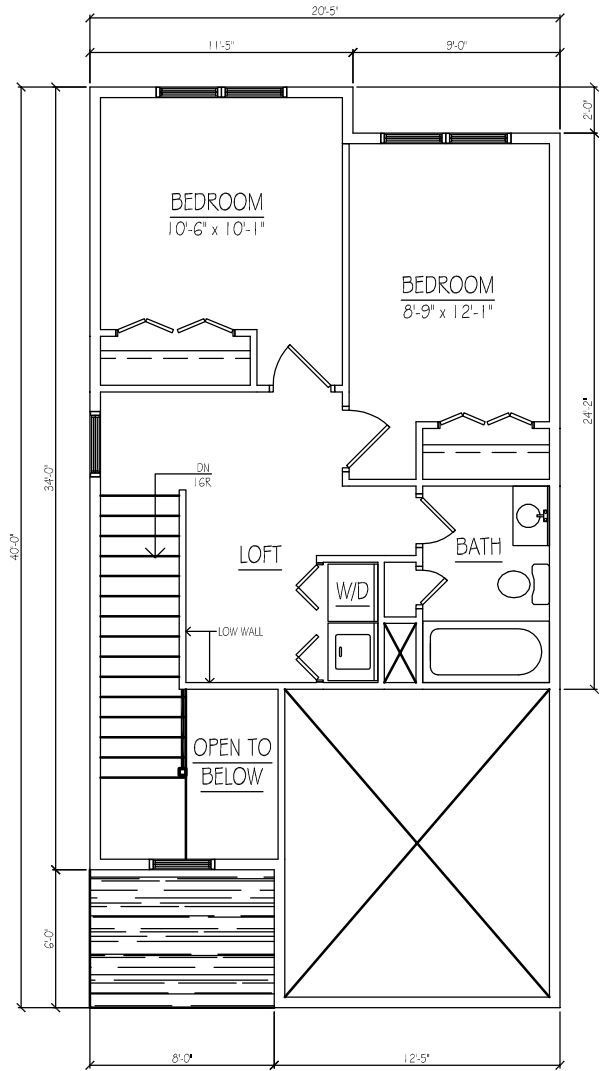 20'-5"
11'-5"
9'-0"
2'-0"
BEDROOM
10'-6" x 10'-1"
BEDROOM
8'-9" x 12'-1"
24'-2"
34'-0"
40'-0"
DN
16R
LOFT
BATH
W/D
LOW WALL
OPEN TO
BELOW
6'-0"
8'-0"
12'-5"